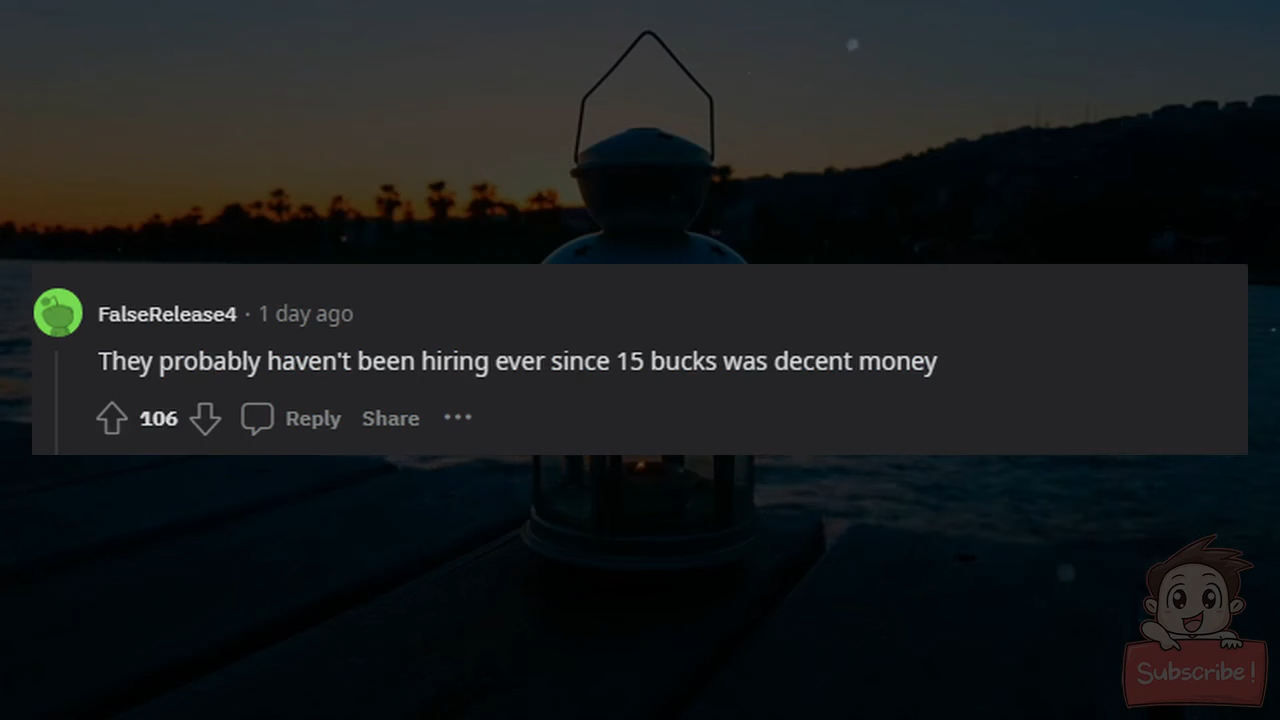 FalseRelease4 · 1 day ago
They probably haven't been hiring ever since 15 bucks was decent money
106 Reply Share ···
Subscribe!